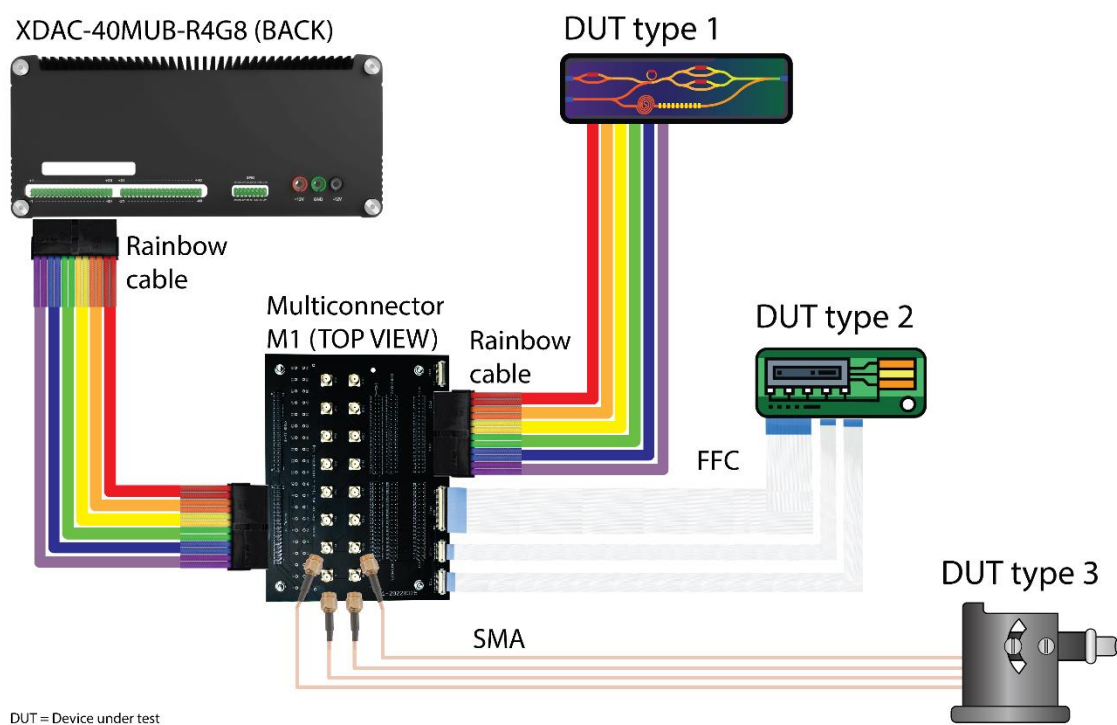 XDAC-40MUB-R4G8 (BACK)
DUT type 1
Rainbow
cable
Multiconnector
M1 (TOP VIEW)
Rainbow
cable
DUT type 2
FFC
DUT type 3
SMA
DUT = Device under test